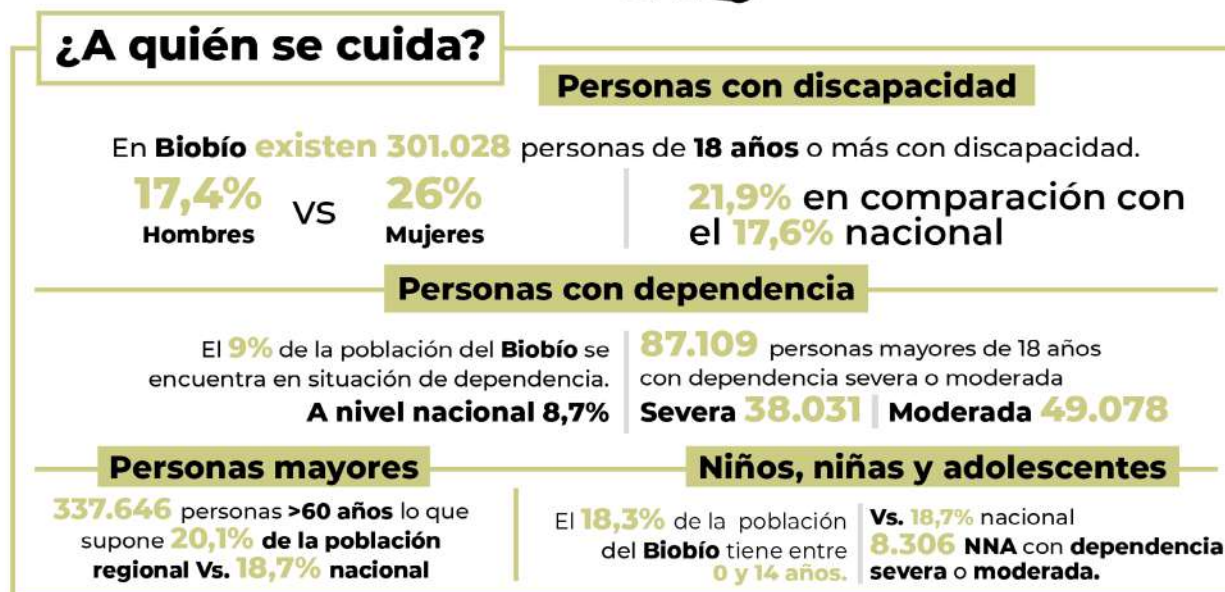 ¿A quién se cuida?
Personas con discapacidad
En Biobío existen 301.028 personas de 18 años o más con discapacidad.
17,4%
Hombres
VS
26%
Mujeres
21,9% en comparación con
el 17,6% nacional
Personas con dependencia
El 9% de la población del Biobío se
encuentra en situación de dependencia.
A nivel nacional 8,7%
87.109 personas mayores de 18 años
con dependencia severa o moderada
Severa 38.031 Moderada 49.078
Personas mayores
337.646 personas >60 años lo que
supone 20,1% de la población
regional Vs. 18,7% nacional
Niños, niñas y adolescentes
El 18,3% de la población
del Biobío tiene entre
0 y 14 años.
Vs. 18,7% nacional
8.306 NNA con dependencia
severa o moderada.